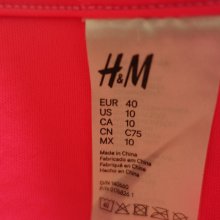 H&M
EUR 40
US 10
CA 10
CN C75
MX 10
Made in China
Fabricado em China
Fabriqué en China
Hecho en China